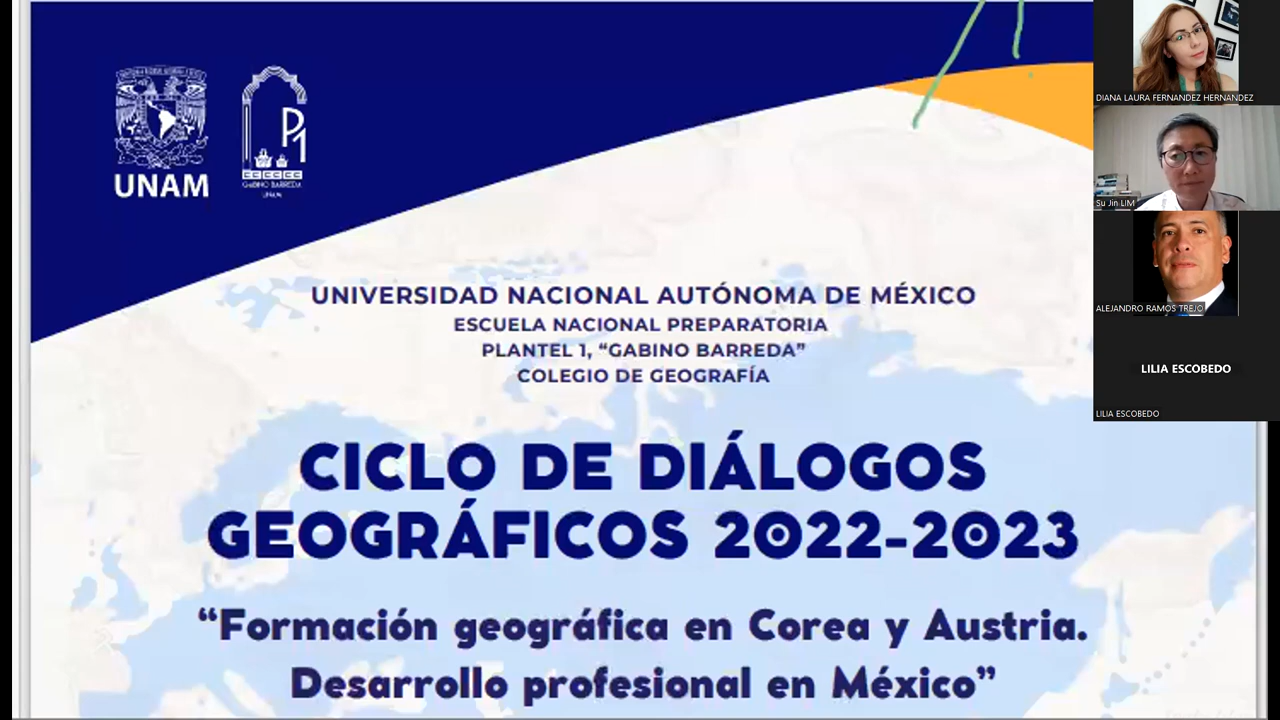 UNAM
P1
GABINO BARREDA
UNAM
UNIVERSIDAD NACIONAL AUTÓNOMA DE MÉXICO
ESCUELA NACIONAL PREPARATORIA
PLANTEL 1, “GABINO BARREDA”
COLEGIO DE GEOGRAFÍA
CICLO DE DIÁLOGOS
GEOGRÁFICOS 2022-2023
“Formación geográfica en Corea y Austria.
Desarrollo profesional en México”
DIANA LAURA FERNANDEZ HERNANDEZ
Su Jin LIM
ALEJANDRO RAMOS TREJO
LILIA ESCOBEDO
LILIA ESCOBEDO